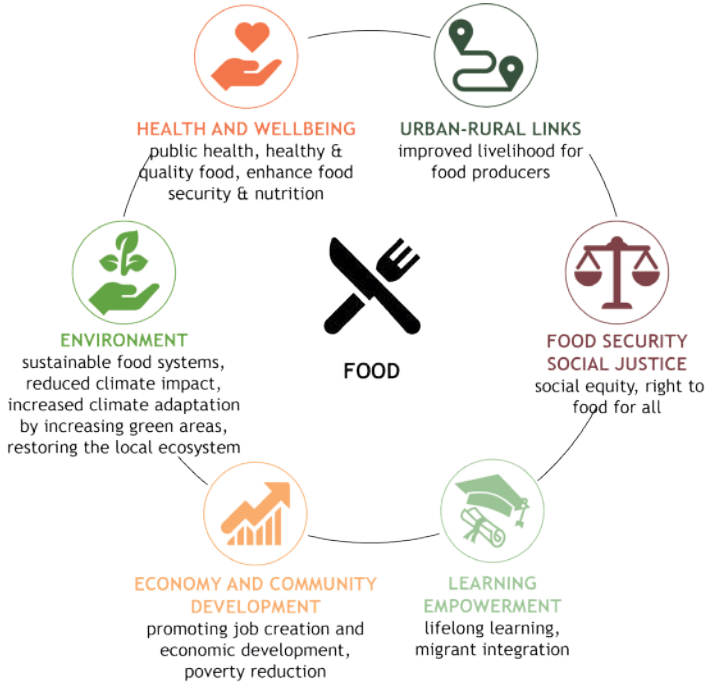 HEALTH AND WELLBEING
public health, healthy &
quality food, enhance food
security & nutrition
URBAN-RURAL LINKS
improved livelihood for
food producers
ENVIRONMENT
sustainable food systems,
reduced climate impact,
increased climate adaptation
by increasing green areas,
restoring the local ecosystem
FOOD
FOOD SECURITY
SOCIAL JUSTICE
social equity, right to
food for all
ECONOMY AND COMMUNITY
DEVELOPMENT
promoting job creation and
economic development,
poverty reduction
LEARNING
EMPOWERMENT
lifelong learning,
migrant integration